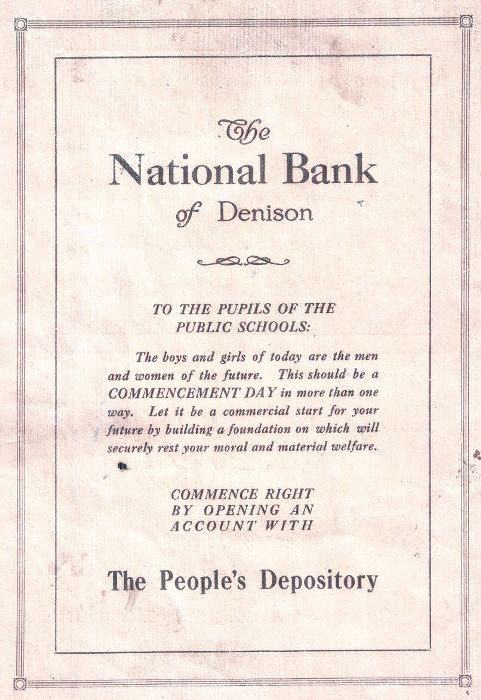 The
National Bank
of Denison
TO THE PUPILS OF THE
PUBLIC SCHOOLS:
The boys and girls of today are the men
and women of the future. This should be a
COMMENCEMENT DAY in more than one
way. Let it be a commercial start for your
future by building a foundation on which will
securely rest your moral and material welfare.
COMMENCE RIGHT
BY OPENING AN
ACCOUNT WITH
The People's Depository